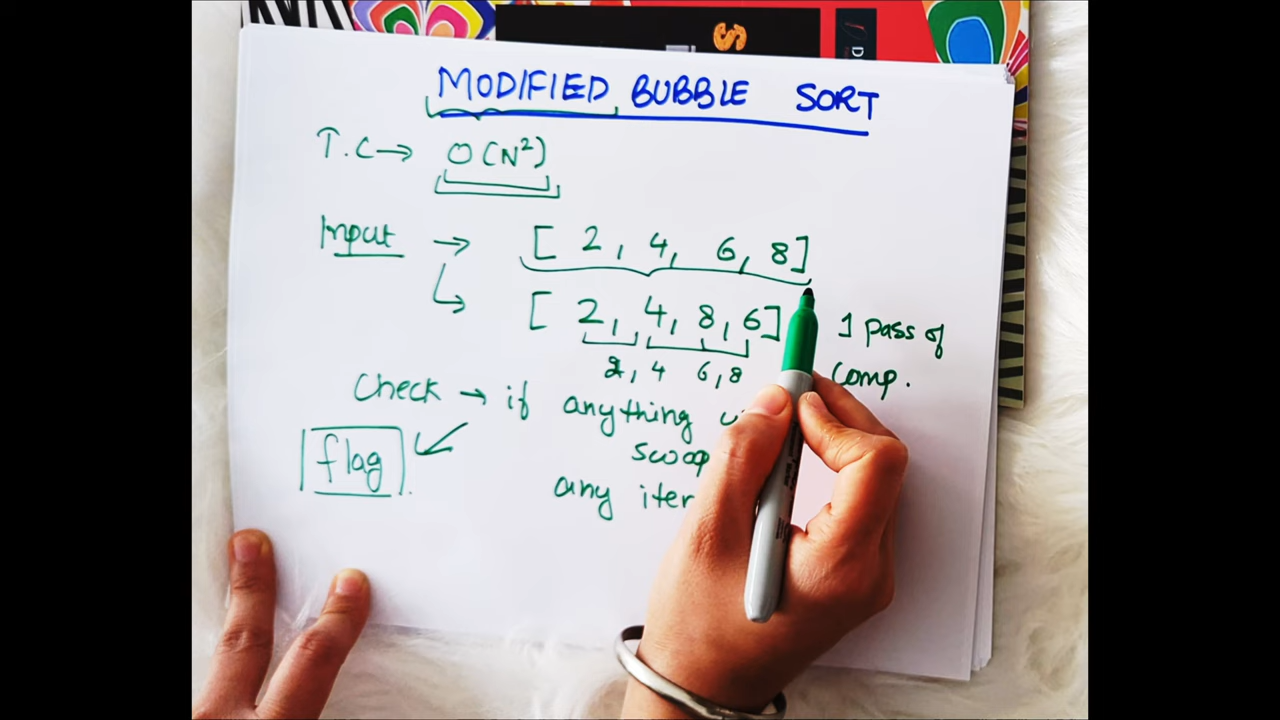 MODIFIED BUBBLE SORT
T.C → O(N²)
Input → [ 2, 4, 6, 8]
↳ [ 2, 4, 8, 6] 1 pass of
2, 4 6, 8 comp.
Check → if anything
swap
flag
any iter